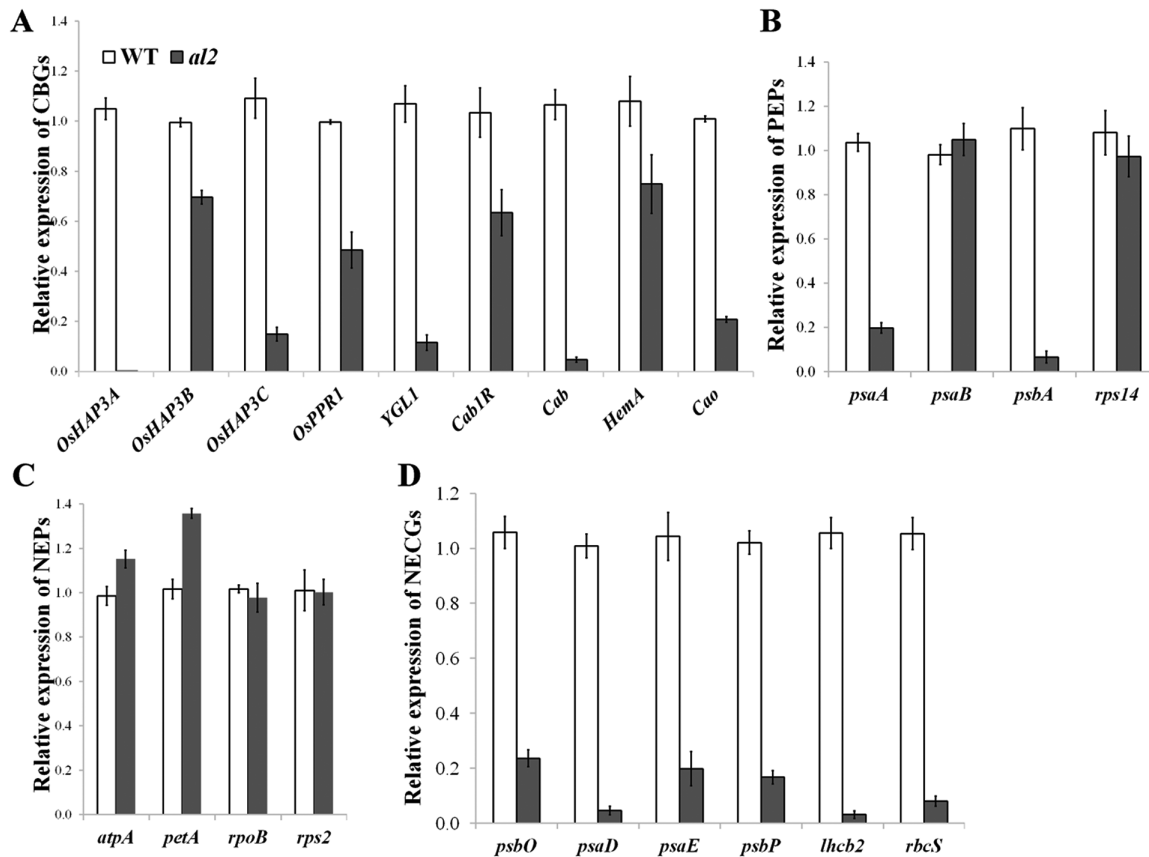 A
WT al2
Relative expression of CBGs
1.4
1.2
1.0
0.8
0.6
0.4
0.2
0.0
OsHAP3A OsHAP3B OsHAP3C OsPPR1 YGL1 Cab1R Cab HemA Cao
B
Relative expression of PEPs
1.4
1.2
1.0
0.8
0.6
0.4
0.2
0.0
psaA psaB psbA rps14
C
Relative expression of NEPs
1.4
1.2
1.0
0.8
0.6
0.4
0.2
0.0
atpA petA rpoB rps2
D
Relative expression of NECGs
1.2
1.0
0.8
0.6
0.4
0.2
0.0
psbO psaD psaE psbP lhcb2 rbcS